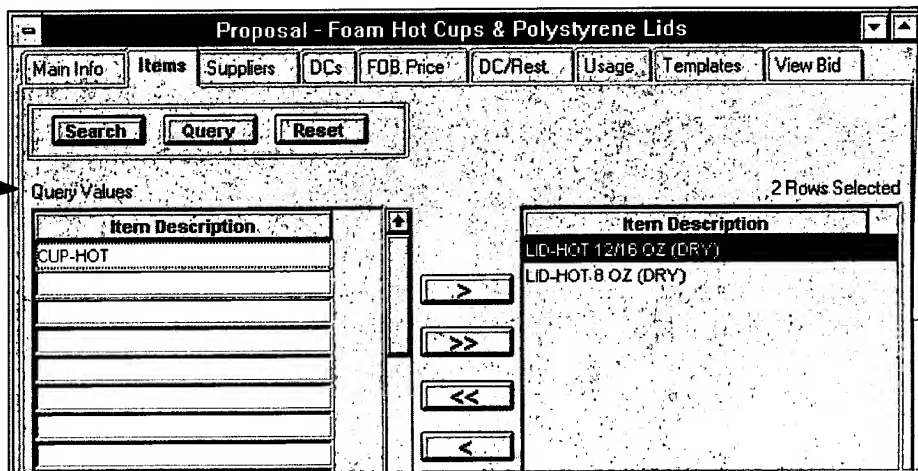 Proposal - Foam Hot Cups & Polystyrene Lids
Main Info Items Suppliers DCs FOB Price DC/Rest. Usage Templates View Bid
Search Query Reset
Query Values 2 Rows Selected
Item Description Item Description
CUP-HOT LID-HOT 12/16 OZ (DRY)
LID-HOT 8 OZ (DRY)
>
>>
<<
<